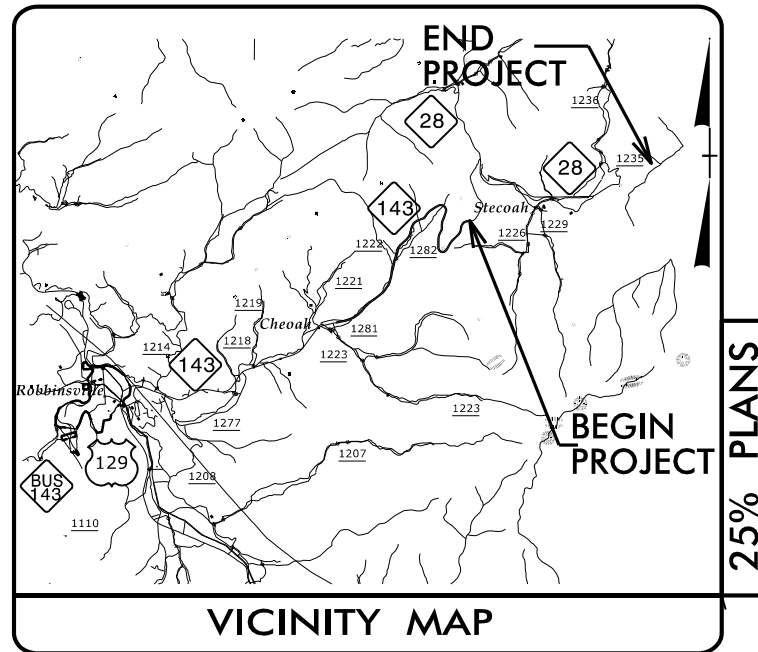 END
PROJECT
1236
28
28
1235
143
Stecoah
1226
1229
1222
1282
1221
1219
Cheoah
1281
1214
1218
143
1223
Robbinsville
1223
1277
BEGIN
PROJECT
129
1207
BUS
143
1208
1110
25% PLANS
VICINITY MAP